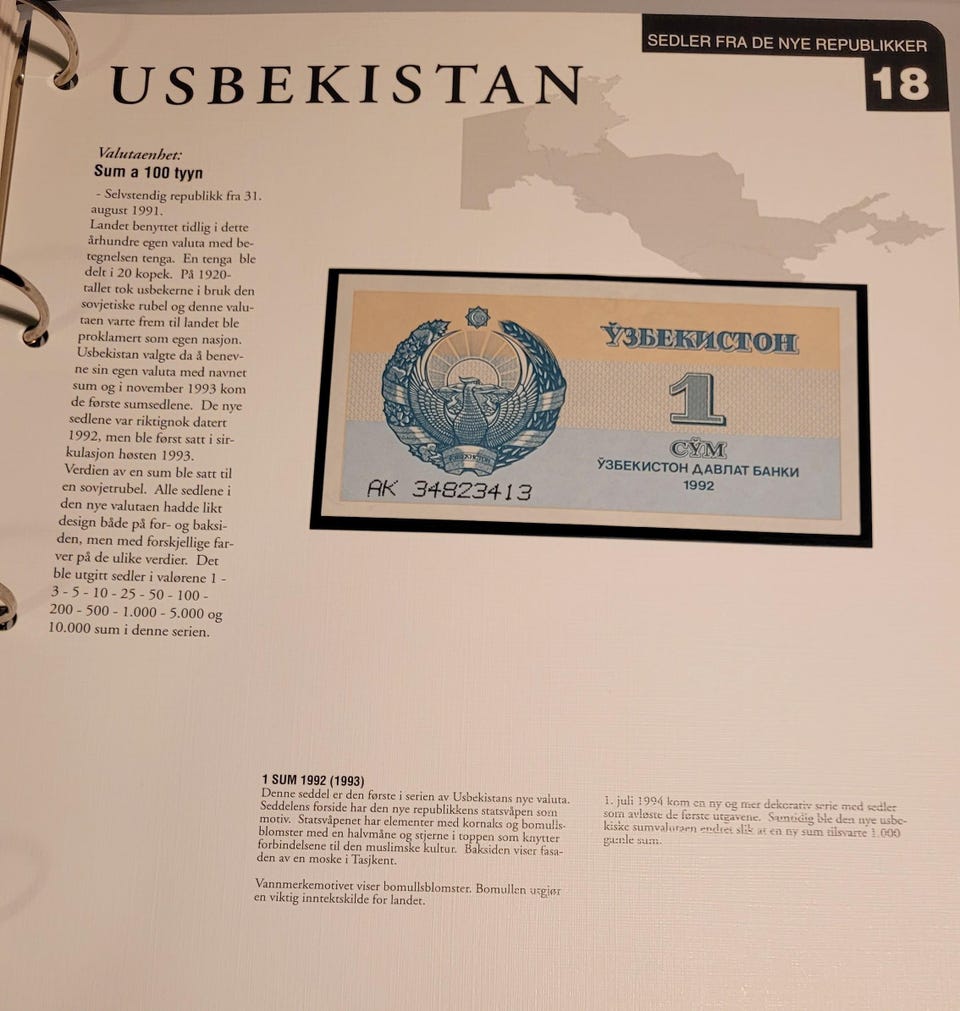 SEDLER FRA DE NYE REPUBLIKKER
18
USBEKISTAN
Valutaenhet:
Sum a 100 tyyn
- Selvstendig republikk fra 31.
august 1991.
Landet benyttet tidlig i dette
århundre egen valuta med be-
tegnelsen tenga. En tenga ble
delt i 20 kopek. På 1920-
tallet tok usbekerne i bruk den
sovjetiske rubel og denne valu-
taen varte frem til landet ble
proklamert som egen nasjon.
Usbekistan valgte da å benev-
ne sin egen valuta med navnet
sum og i november 1993 kom
de første sumsedlene. De nye
sedlene var riktignok datert
1992, men ble først satt i sir-
kulasjon høsten 1993.
Verdien av en sum ble satt til
en sovjetrubel. Alle sedlene i
den nye valutaen hadde likt
design både på for- og baksi-
den, men med forskjellige far-
ver på de ulike verdier. Det
ble utgitt sedler i valørene 1 -
3 - 5 - 10 - 25 - 50 - 100 -
200 - 500 - 1.000 - 5.000 og
10.000 sum i denne serien.
ЎЗБЕКИСТОН
1
СЎМ
ЎЗБЕКИСТОН ДАВЛАТ БАНКИ
1992
ЎЗБЕКИСТОН
AK 34823413
1 SUM 1992 (1993)
Denne seddel er den første i serien av Usbekistans nye valuta.
Seddelens forside har den nye republikkens statsvåpen som
motiv. Statsvåpenet har elementer med kornaks og bomulls-
blomster med en halvmåne og stjerne i toppen som knytter
forbindelsene til den muslimske kultur. Baksiden viser fasa-
den av en moske i Tasjkent.
Vannmerkemotivet viser bomullsblomster. Bomullen utgjør
en viktig inntektskilde for landet.
1. juli 1994 kom en ny og mer dekorativ serie med sedler
som avløste de første utgavene. Samtidig ble den nye usbe-
kiske sumvalutaen endret slik at en ny sum tilsvarte 1.000
gamle sum.